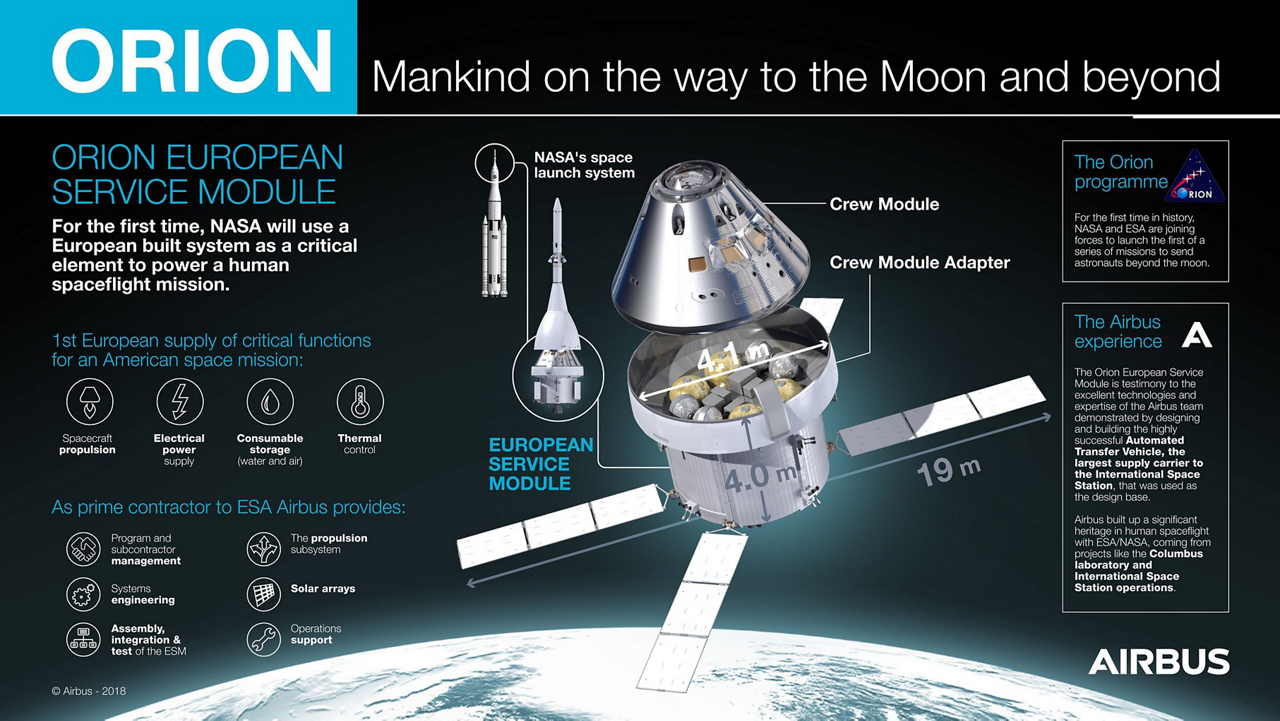 ORION
Mankind on the way to the Moon and beyond
ORION EUROPEAN
SERVICE MODULE
For the first time, NASA will use a
European built system as a critical
element to power a human
spaceflight mission.
1st European supply of critical functions
for an American space mission:
Spacecraft
propulsion
Electrical
power
supply
Consumable
storage
(water and air)
Thermal
control
As prime contractor to ESA Airbus provides:
Program and
subcontractor
management
The propulsion
subsystem
Systems
engineering
Solar arrays
Assembly,
integration &
test of the ESM
Operations
support
© Airbus - 2018
NASA's space
launch system
Crew Module
Crew Module Adapter
4.1 m
EUROPEAN
SERVICE
MODULE
4.0 m
19 m
The Orion
programme
ORION
For the first time in history,
NASA and ESA are joining
forces to launch the first of a
series of missions to send
astronauts beyond the moon.
The Airbus
experience
The Orion European Service
Module is testimony to the
excellent technologies and
expertise of the Airbus team
demonstrated by designing
and building the highly
successful Automated
Transfer Vehicle, the
largest supply carrier to
the International Space
Station, that was used as
the design base.
Airbus built up a significant
heritage in human spaceflight
with ESA/NASA, coming from
projects like the Columbus
laboratory and
International Space
Station operations.
AIRBUS